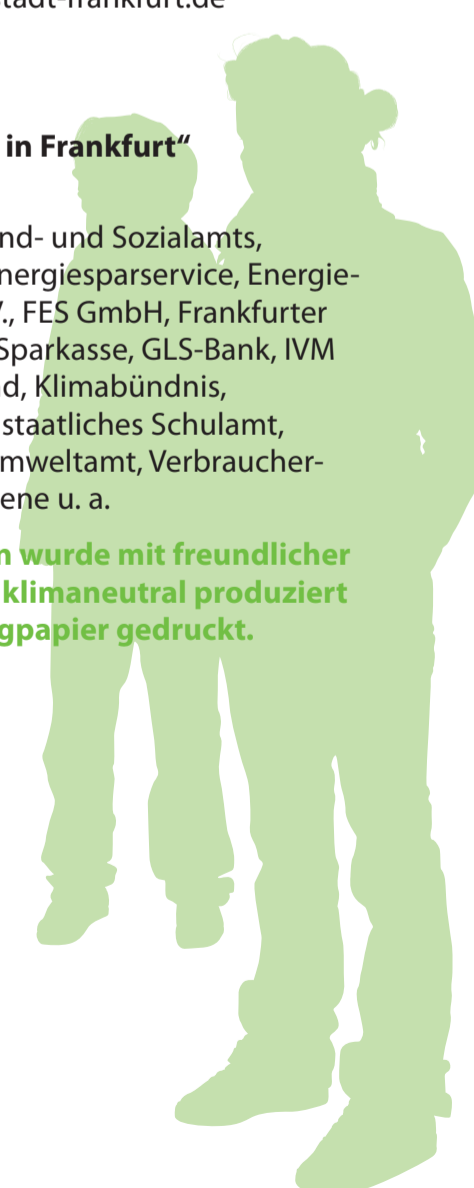 stadt-frankfurt.de
in Frankfurt“
nd- und Sozialamts,
nergiesparservice, Energie-
V., FES GmbH, Frankfurter
Sparkasse, GLS-Bank, IVM
d, Klimabündnis,
staatliches Schulamt,
mweltamt, Verbraucher-
ene u. a.
n wurde mit freundlicher
klimaneutral produziert
gpapier gedruckt.